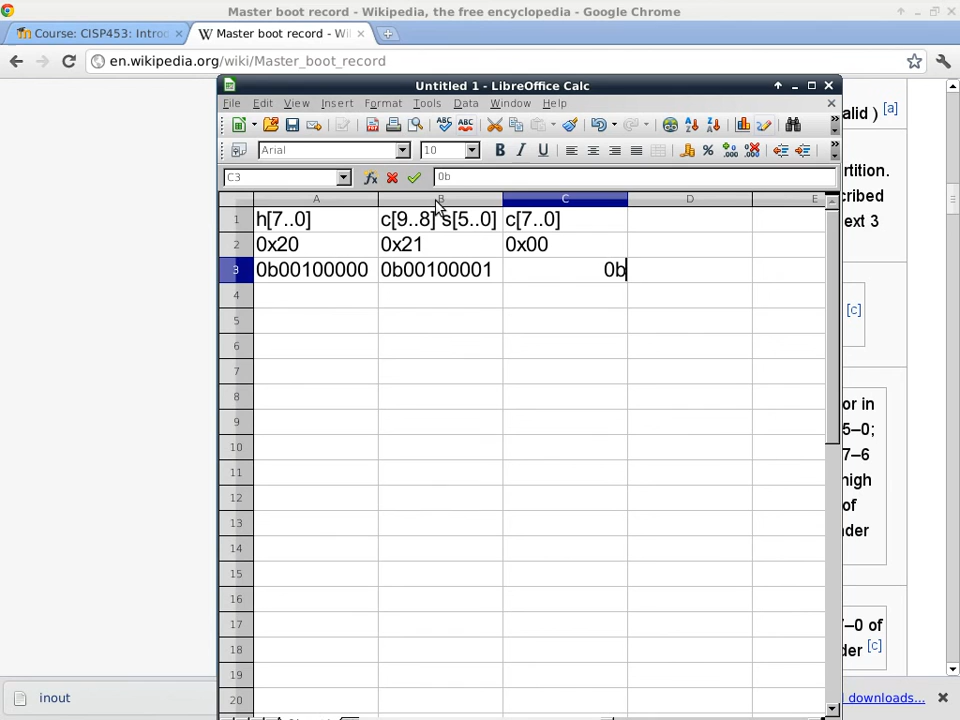 Master boot record - Wikipedia, the free encyclopedia - Google Chrome
Course: CISP453: Introd
W Master boot record - Wi
en.wikipedia.org/wiki/Master_boot_record
Untitled 1 - LibreOffice Calc
File Edit View Insert Format Tools Data Window Help
Arial 10 B I U
C3 0b
A B C D E
1 h[7..0] c[9..8] s[5..0] c[7..0]
2 0x20 0x21 0x00
3 0b00100000 0b00100001 0b
4
5
6
7
8
9
10
11
12
13
14
15
16
17
18
19
20
alid ) [a]
rtition.
cribed
ext 3
[c]
or in
5–0;
7–6
high
of
der
7–0 of
der [c]
inout
downloads...